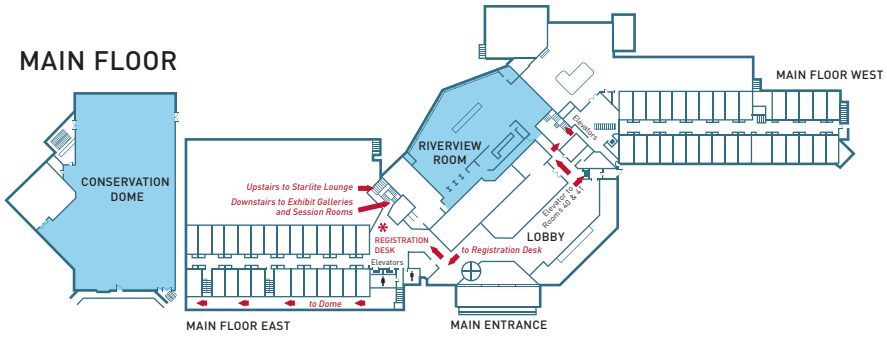 MAIN FLOOR
MAIN FLOOR WEST
Elevators
RIVERVIEW
ROOM
CONSERVATION
DOME
Upstairs to Starlite Lounge
Downstairs to Exhibit Galleries
and Session Rooms
Elevator to
Rooms 40 & 41
*
REGISTRATION
DESK
LOBBY
to Registration Desk
Elevators
to Dome
MAIN FLOOR EAST
MAIN ENTRANCE